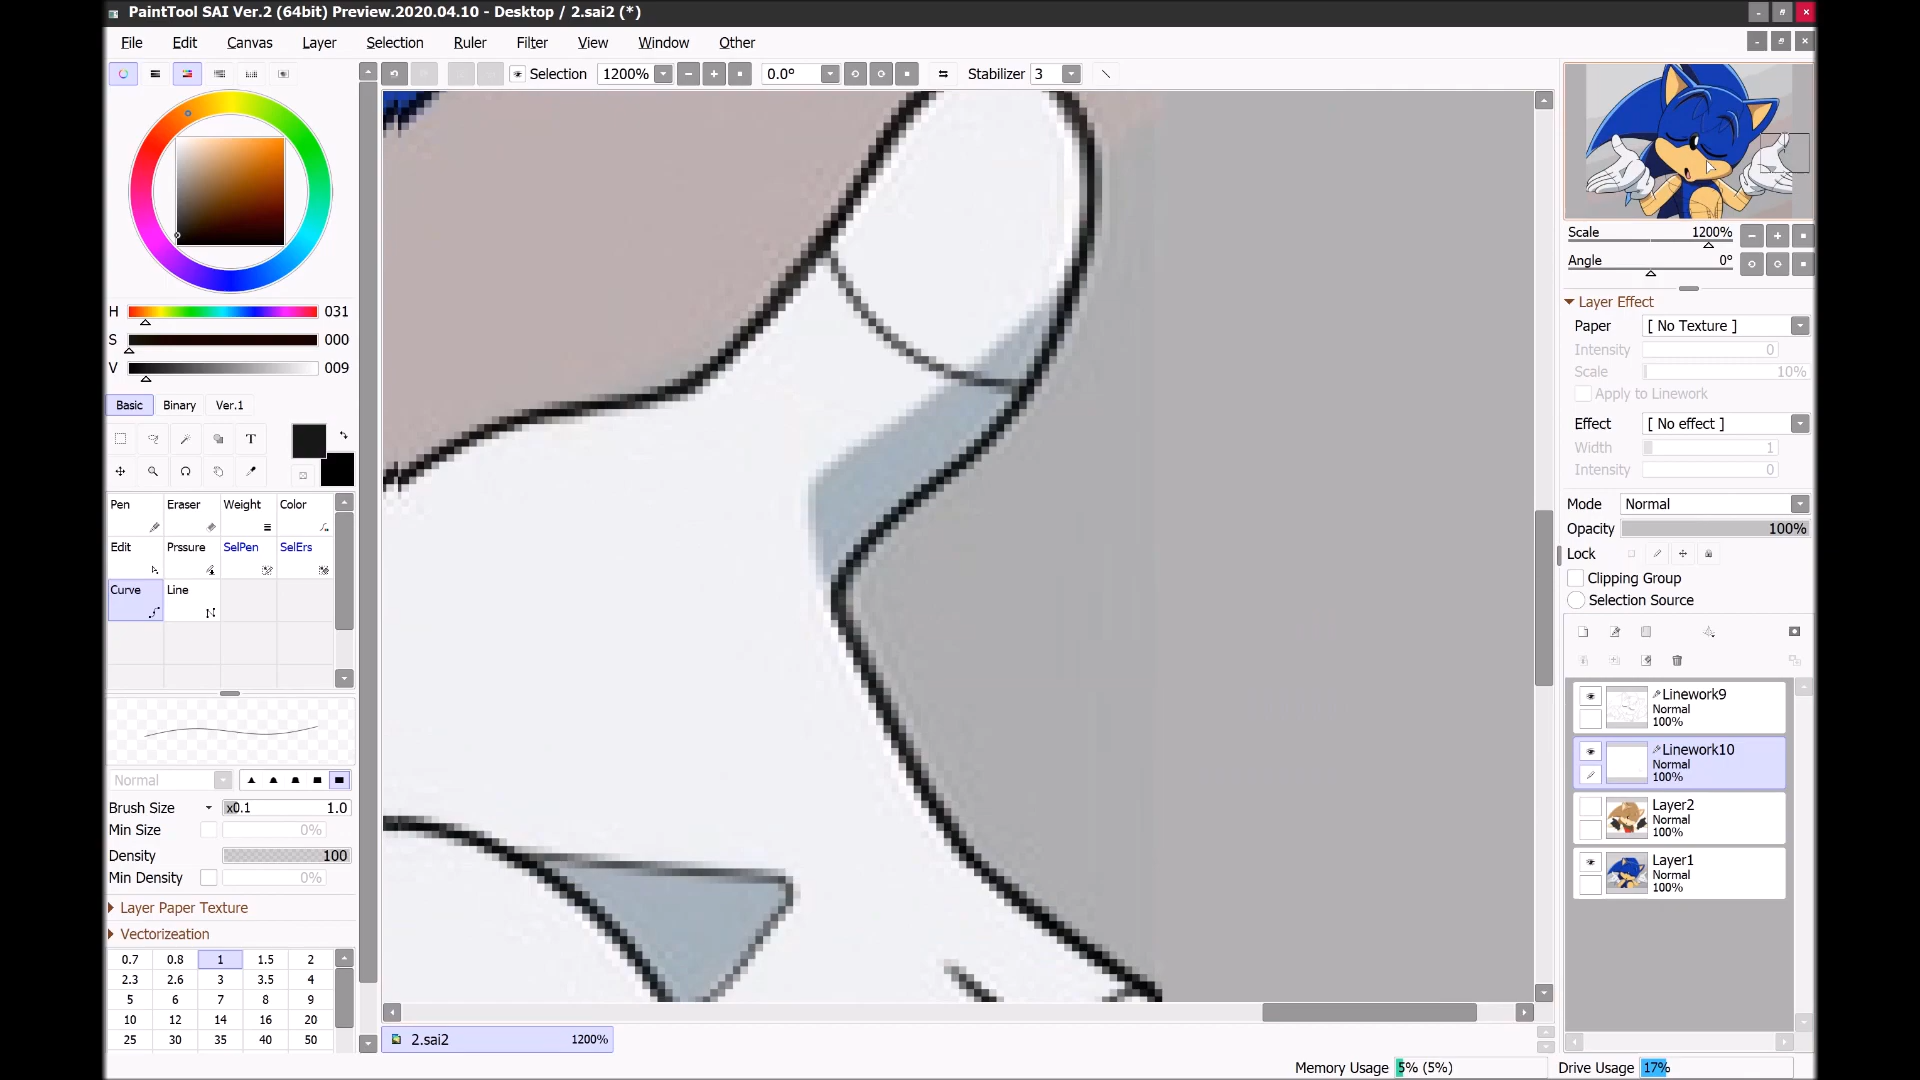 PaintTool SAI Ver.2 (64bit) Preview.2020.04.10 - Desktop / 2.sai2 (*)
File Edit Canvas Layer Selection Ruler Filter View Window Other
Selection 1200% 0.0° Stabilizer 3
H 031
S 000
V 009
Basic Binary Ver.1
T
Pen Eraser Weight Color
Edit Prssure SelPen SelErs
Curve Line
Normal
Brush Size x0.1 1.0
Min Size 0%
Density 100
Min Density 0%
Layer Paper Texture
Vectorizeation
0.7 0.8 1 1.5 2
2.3 2.6 3 3.5 4
5 6 7 8 9
10 12 14 16 20
25 30 35 40 50
2.sai2 1200%
Scale 1200%
Angle 0°
Layer Effect
Paper [ No Texture ]
Intensity 0
Scale 10%
Apply to Linework
Effect [ No effect ]
Width 1
Intensity 0
Mode Normal
Opacity 100%
Lock
Clipping Group
Selection Source
Linework9
Normal
100%
Linework10
Normal
100%
Layer2
Normal
100%
Layer1
Normal
100%
Memory Usage 5% (5%) Drive Usage 17%